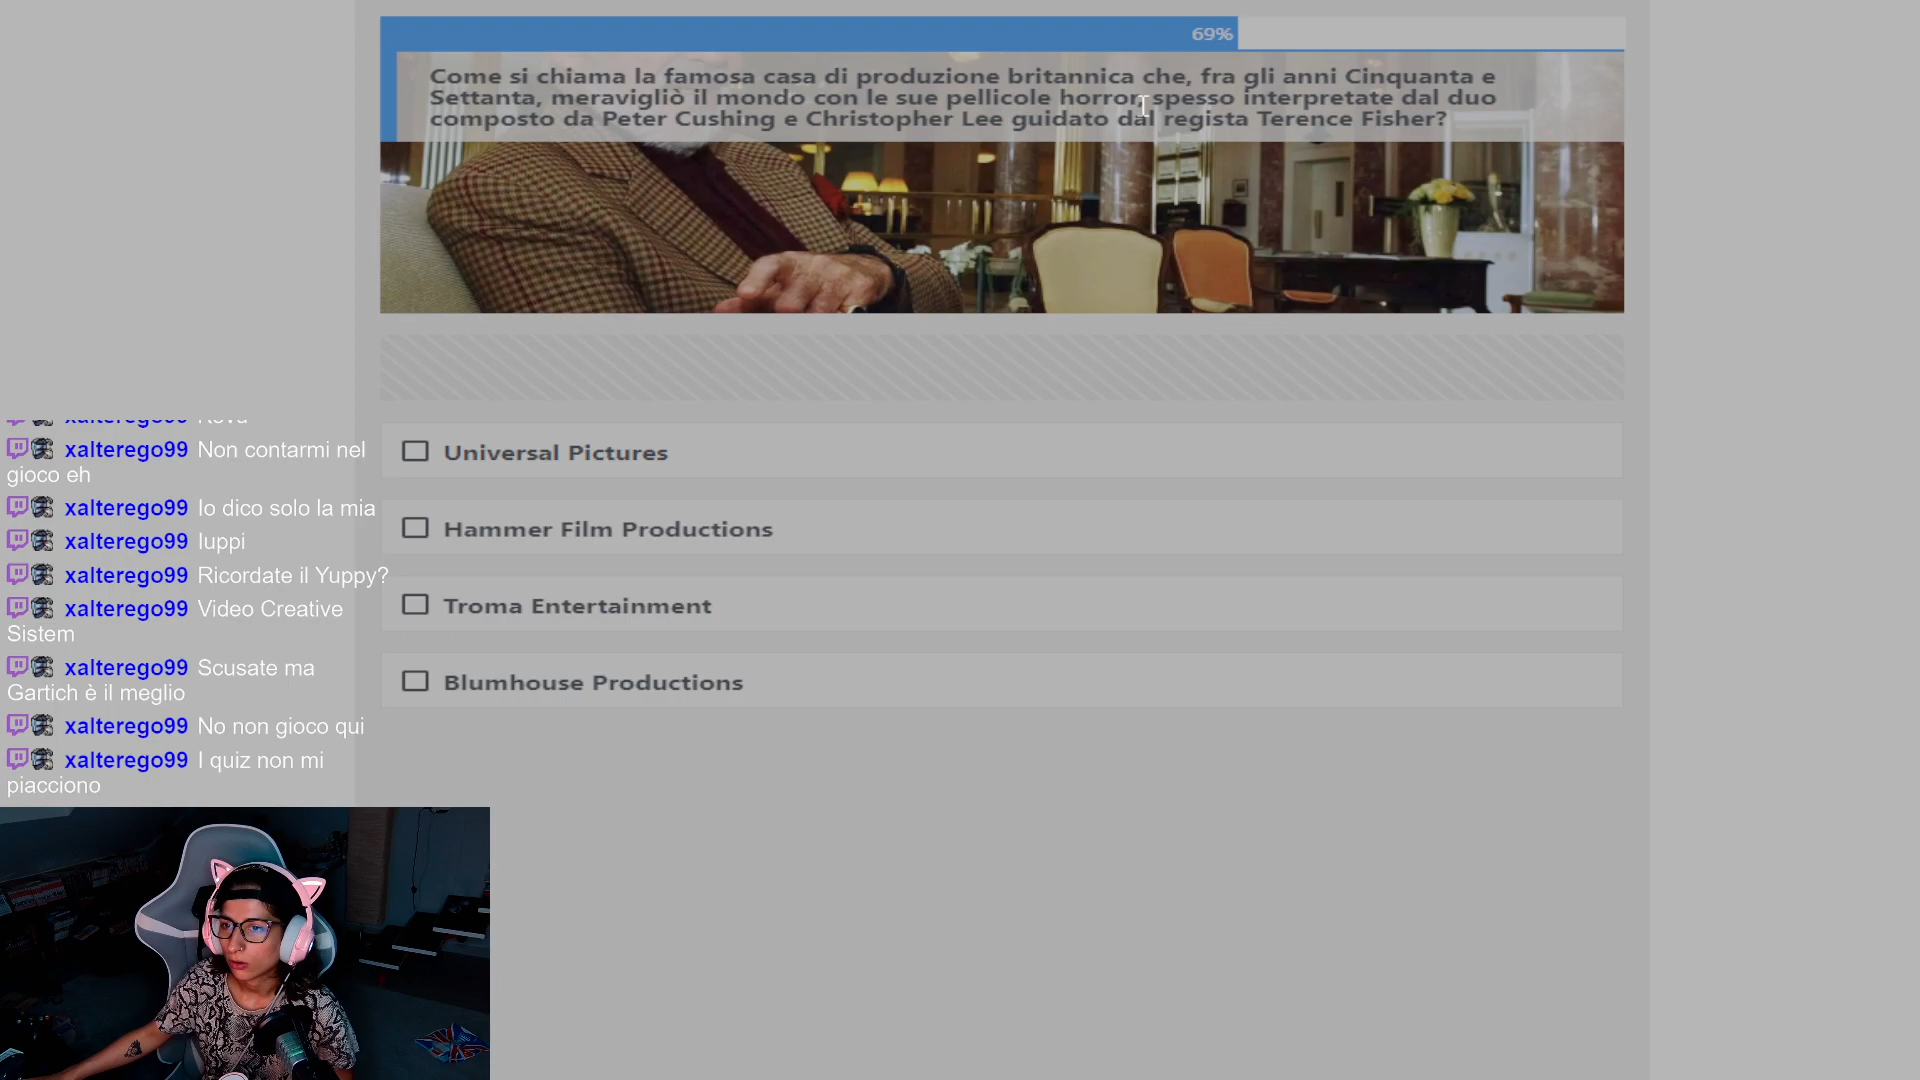 69%
Come si chiama la famosa casa di produzione britannica che, fra gli anni Cinquanta e
Settanta, meravigliò il mondo con le sue pellicole horror, spesso interpretate dal duo
composto da Peter Cushing e Christopher Lee guidato dal regista Terence Fisher?
Universal Pictures
Hammer Film Productions
Troma Entertainment
Blumhouse Productions
xalterego99
xalterego99 Non contarmi nel
gioco eh
xalterego99 Io dico solo la mia
xalterego99 Iuppi
xalterego99 Ricordate il Yuppy?
xalterego99 Video Creative
Sistem
xalterego99 Scusate ma
Gartich è il meglio
xalterego99 No non gioco qui
xalterego99 I quiz non mi
piacciono